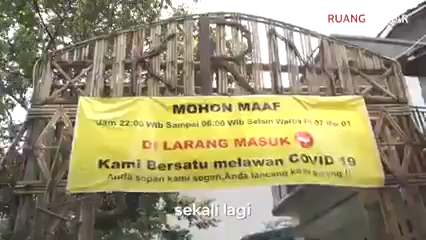 RUANG
MOHON MAAF
Jam 22:00 Wib Sampai 06:00 Wib Selain Warga Rt 07 Rw 01
DI LARANG MASUK
Kami Bersatu melawan COVID 19
Anda sopan kami segan, Anda lancang kami
sekali lagi